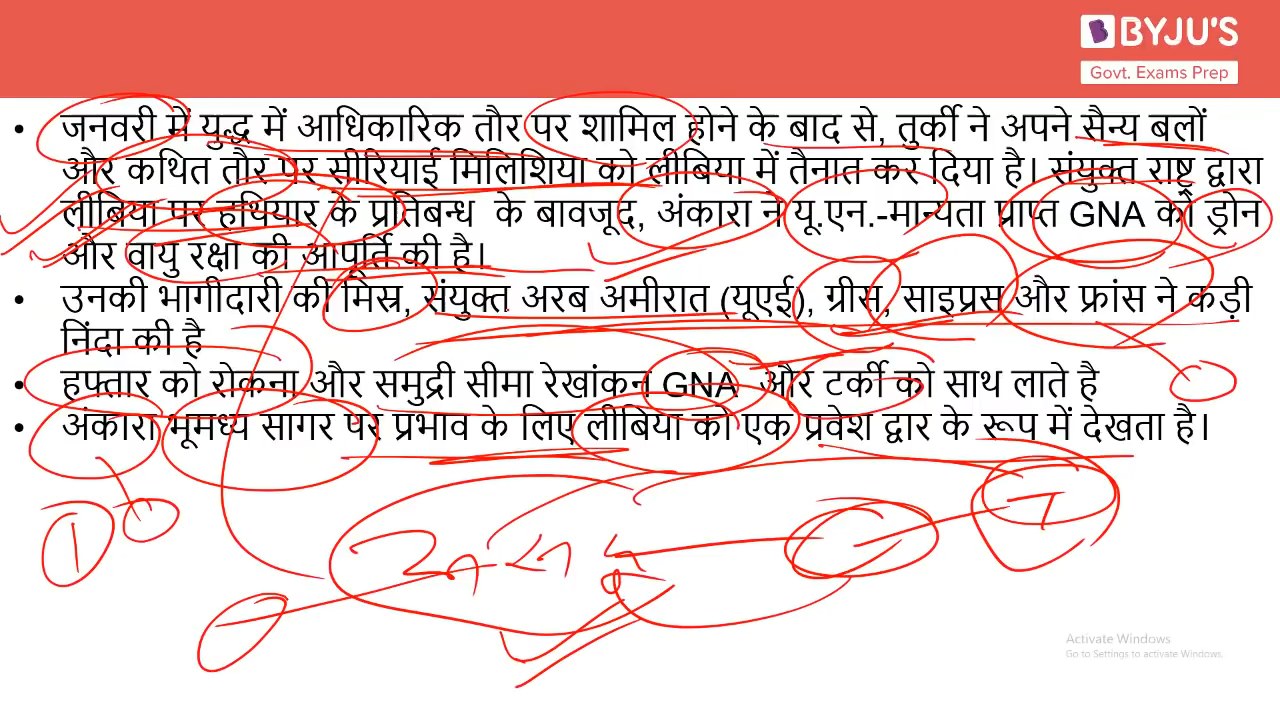 BYJU'S
Govt. Exams Prep
• जनवरी में युद्ध में आधिकारिक तौर पर शामिल होने के बाद से, तुर्की ने अपने सैन्य बलों
और कथित तौर पर सीरियाई मिलिशिया को लीबिया में तैनात कर दिया है। संयुक्त राष्ट्र द्वारा
लीबिया पर हथियार के प्रतिबन्ध के बावजूद, अंकारा ने यू.एन.-मान्यता प्राप्त GNA को ड्रोन
और वायु रक्षा की आपूर्ति की है।
• उनकी भागीदारी की मिस्र, संयुक्त अरब अमीरात (यूएई), ग्रीस, साइप्रस और फ्रांस ने कड़ी
निंदा की है
• हफ्तार को रोकना और समुद्री सीमा रेखांकन GNA और टर्की को साथ लाते है
• अंकारा भूमध्य सागर पर प्रभाव के लिए लीबिया को एक प्रवेश द्वार के रूप में देखता है।
Activate Windows
Go to Settings to activate Windows.